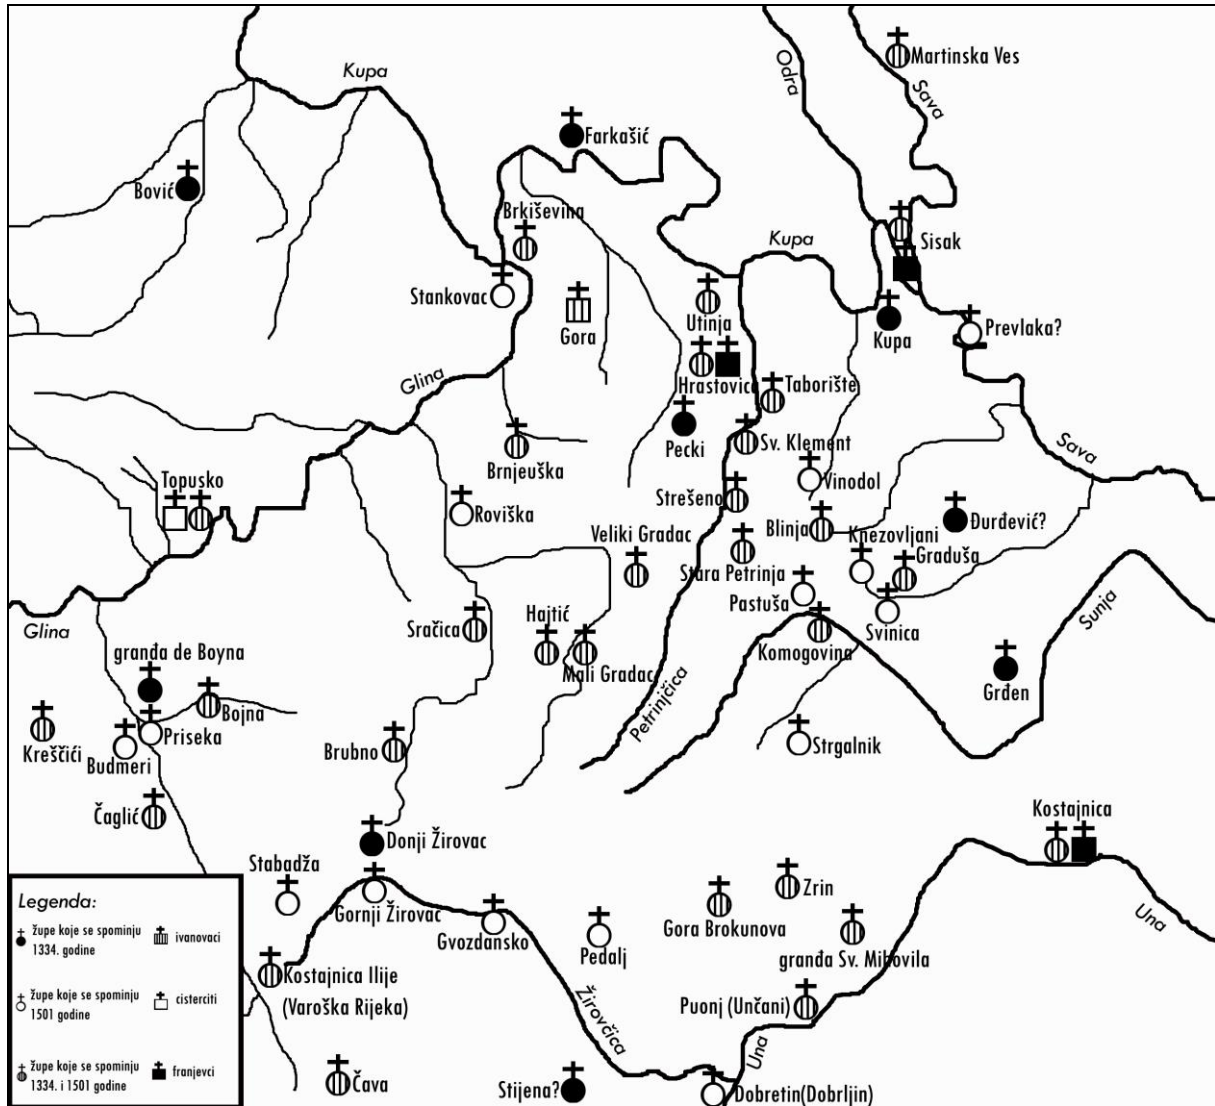 Martinska Ves
Odra
Sava
Kupa
Farkašić
Bović
Brkiševina
Sisak
Kupa
Stankovac
Utinja
Gora
Kupa
Prevlaka?
Glina
Hrastovica
Taborište
Pecki
Sv. Klement
Brnjeuška
Sava
Topusko
Vinodol
Strešeno
Roviška
Blinja
Đurđević?
Veliki Gradac
Knezovljani
Graduša
Stara Petrinja
Pastuša
Hajtić
Sračica
Svinica
Sunja
Glina
Mali Gradac
Komogovina
granđa de Boyna
Grđen
Bojna
Petrinjčica
Kreščići
Priseka
Budmeri
Brubno
Strgalnik
Čaglić
Kostajnica
Donji Žirovac
Stabadža
Zrin
Gornji Žirovac
Gvozdansko
Gora Brokunova
Una
Pedalj
granđa Sv. Mihovila
Kostajnica Ilije
(Varoška Rijeka)
Puonj (Unčani)
Žirovčica
Una
Čava
Stijena?
Dobretin(Dobrljin)
Legenda:
župe koje se spominju
1334. godine
ivanovaci
župe koje se spominju
1501 godine
cisterciti
župe koje se spominju
1334. i 1501 godine
franjevci